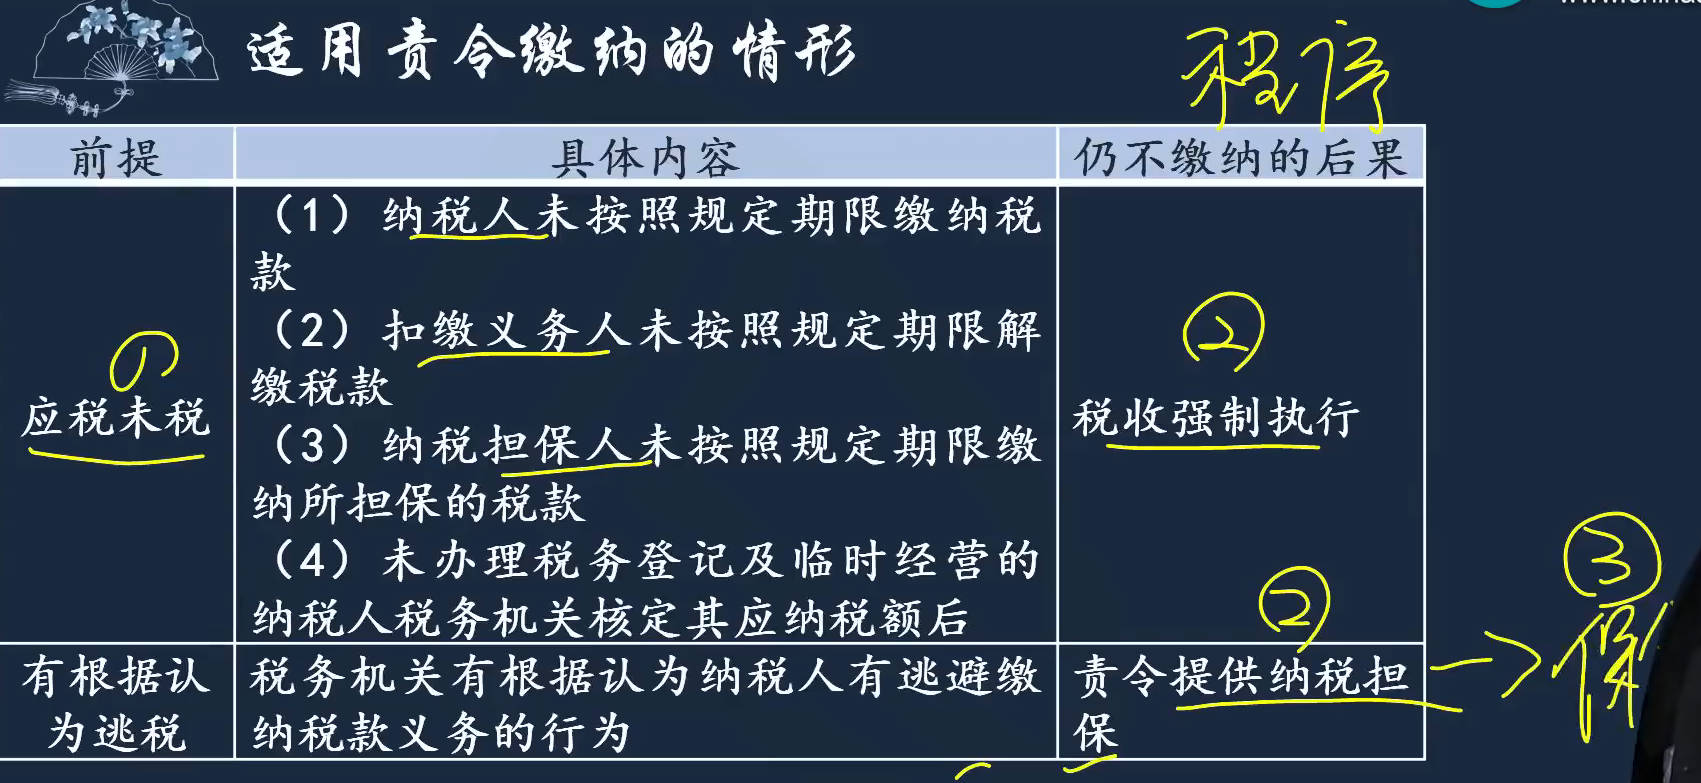 适用责令缴纳的情形
程序
前提
具体内容
仍不缴纳的后果
①
应税未税
（1）纳税人未按照规定期限缴纳税
款
（2）扣缴义务人未按照规定期限解
缴税款
（3）纳税担保人未按照规定期限缴
纳所担保的税款
（4）未办理税务登记及临时经营的
纳税人税务机关核定其应纳税额后
②
税收强制执行
有根据认
为逃税
税务机关有根据认为纳税人有逃避缴
纳税款义务的行为
②
责令提供纳税担
保
③
保